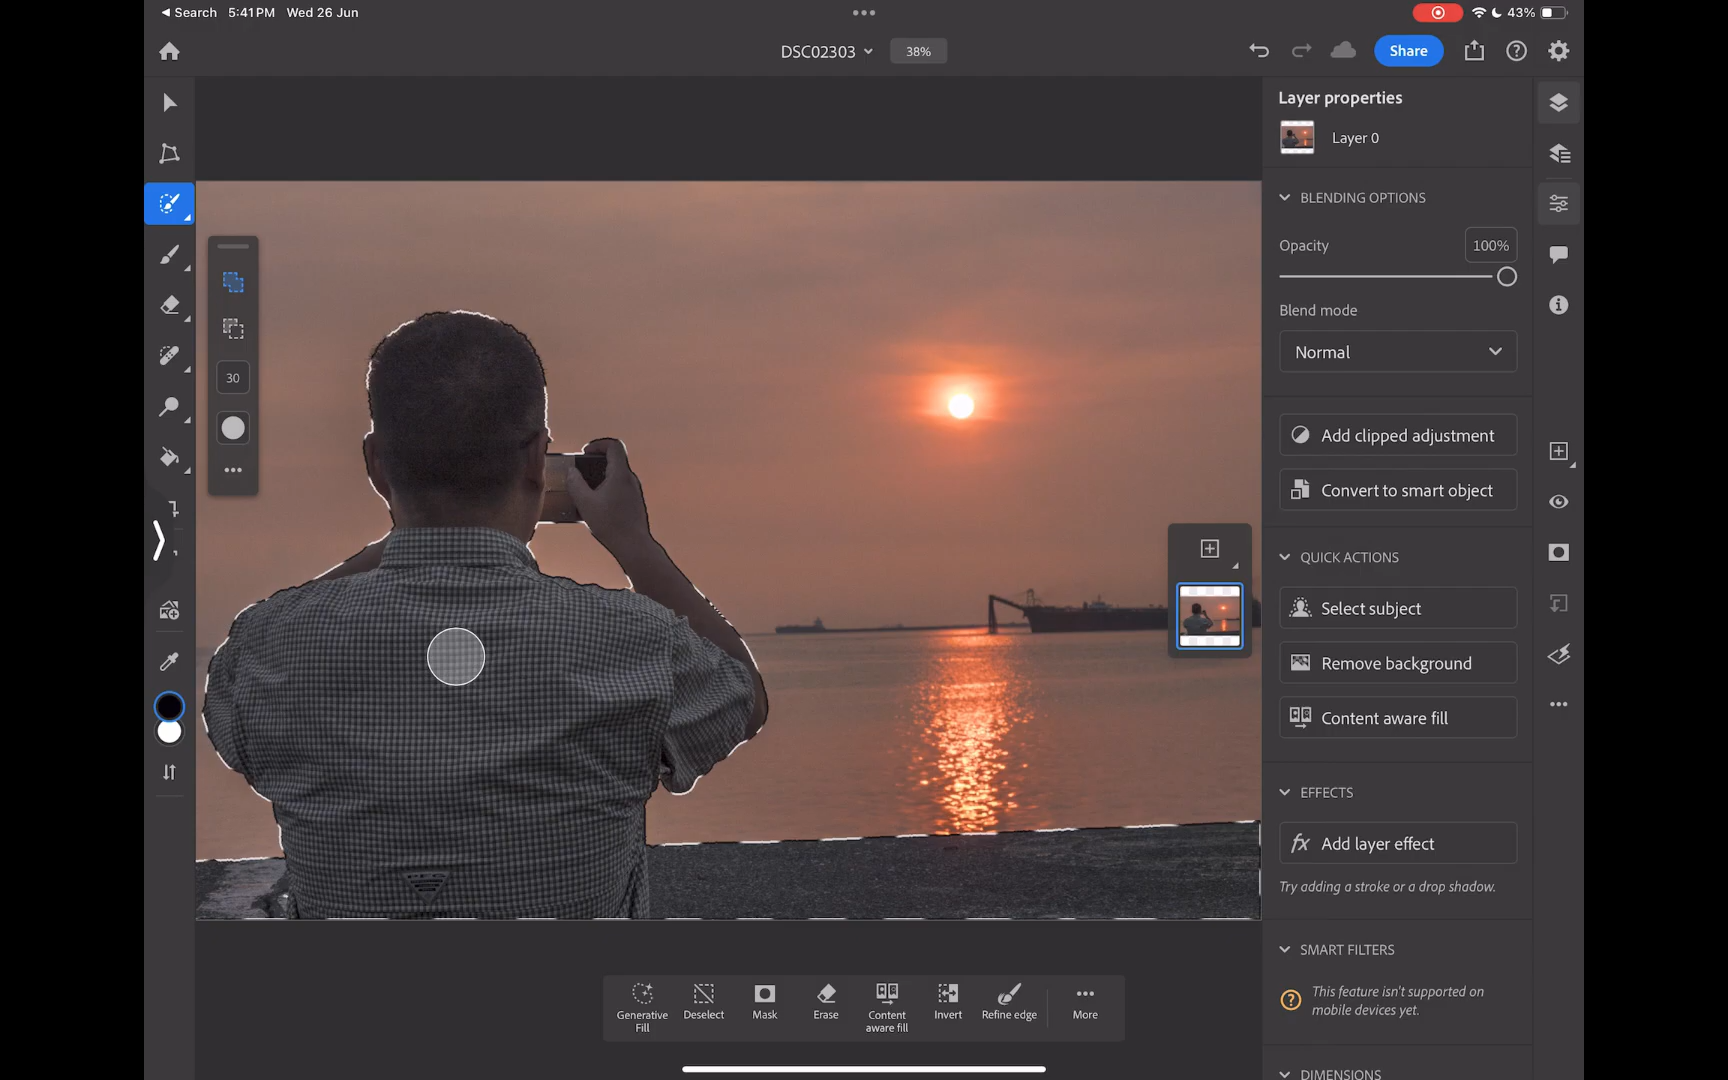 Search 5:41 PM Wed 26 Jun
43%
DSC02303 38%
Share
Layer properties
Layer 0
BLENDING OPTIONS
Opacity 100%
Blend mode
Normal
Add clipped adjustment
Convert to smart object
QUICK ACTIONS
Select subject
Remove background
Content aware fill
EFFECTS
fx Add layer effect
Try adding a stroke or a drop shadow.
SMART FILTERS
This feature isn't supported on
mobile devices yet.
DIMENSIONS
30
Generative
Fill
Deselect
Mask
Erase
Content
aware fill
Invert
Refine edge
More